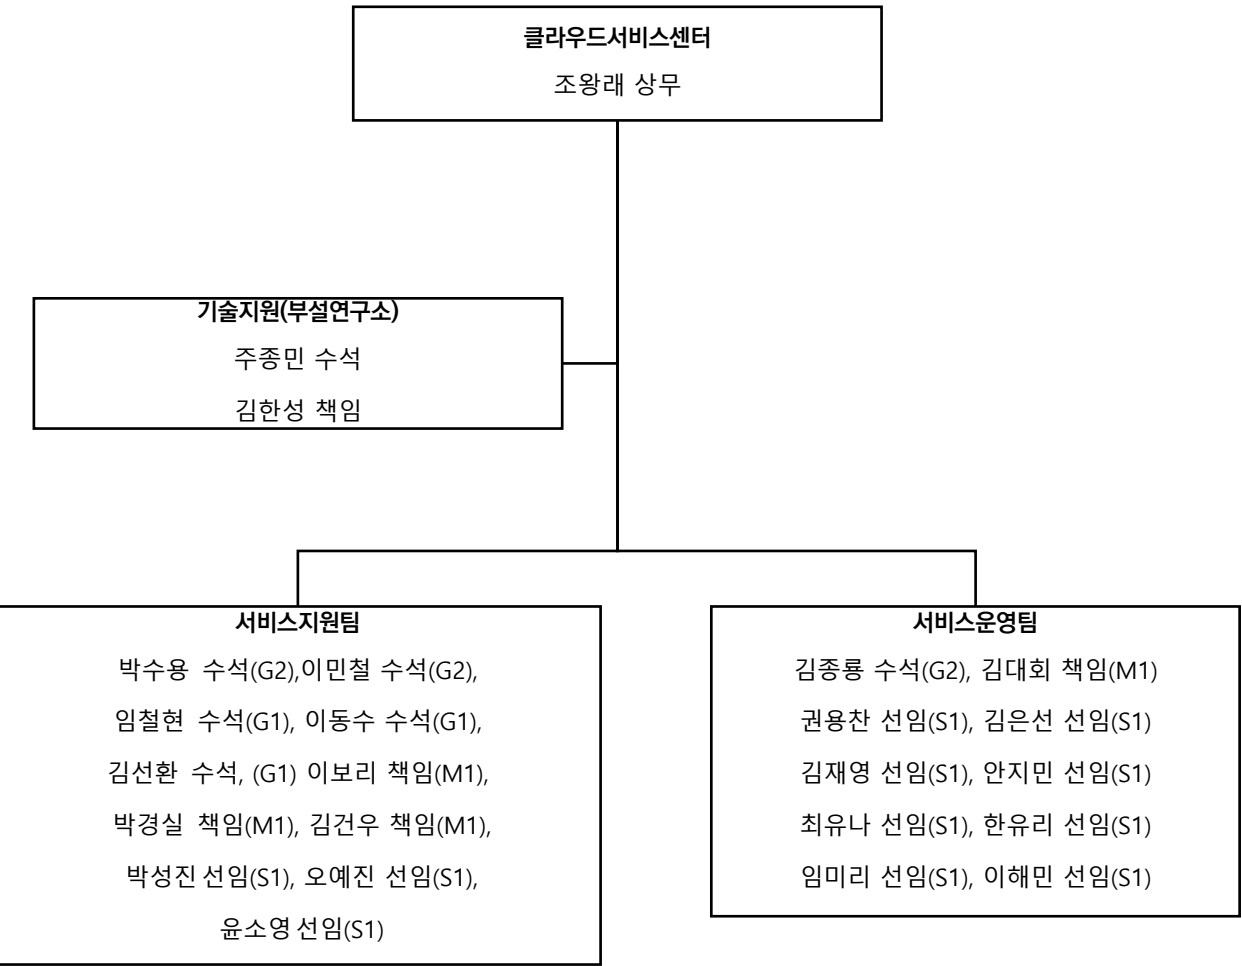 클라우드서비스센터
조왕래 상무
기술지원(부설연구소)
주종민 수석
김한성 책임
서비스지원팀
박수용 수석(G2),이민철 수석(G2),
임철현 수석(G1), 이동수 수석(G1),
김선환 수석, (G1) 이보리 책임(M1),
박경실 책임(M1), 김건우 책임(M1),
박성진 선임(S1), 오예진 선임(S1),
윤소영 선임(S1)
서비스운영팀
김종룡 수석(G2), 김대회 책임(M1)
권용찬 선임(S1), 김은선 선임(S1)
김재영 선임(S1), 안지민 선임(S1)
최유나 선임(S1), 한유리 선임(S1)
임미리 선임(S1), 이해민 선임(S1)